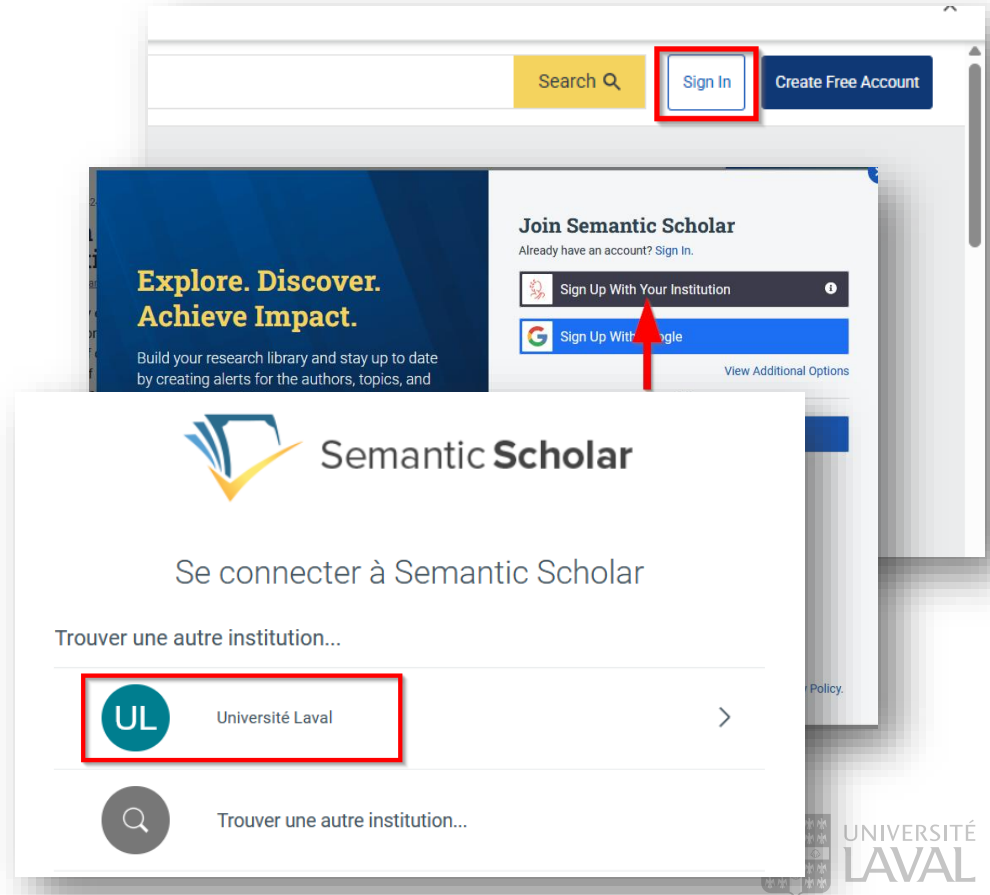 Search
Sign In
Create Free Account
Join Semantic Scholar
Already have an account? Sign In.
Explore. Discover.
Achieve Impact.
Sign Up With Your Institution
Sign Up With
Build your research library and stay up to date
by creating alerts for the authors, topics, and
View Additional Options
Semantic Scholar
Se connecter à Semantic Scholar
Trouver une autre institution...
UL
Université Laval
Policy.
Trouver une autre institution...
UNIVERSITÉ
LAVAL